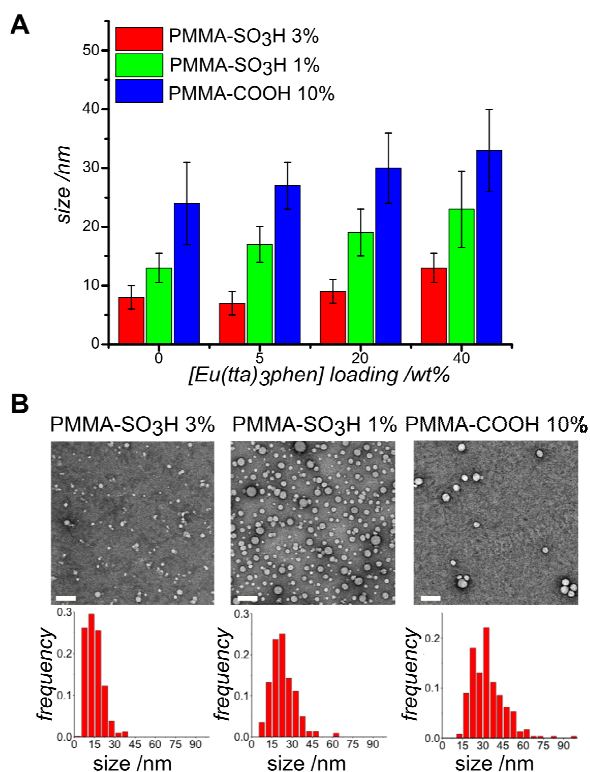 A
PMMA-SO3H 3%
PMMA-SO3H 1%
PMMA-COOH 10%
size /nm
50
40
30
20
10
0
0 5 20 40
[Eu(tta)3phen] loading /wt%
B
PMMA-SO3H 3% PMMA-SO3H 1% PMMA-COOH 10%
frequency
0.3
0.2
0.1
0.0
0 15 30 45 60 75 90
size /nm
frequency
0.3
0.2
0.1
0.0
0 15 30 45 60 75 90
size /nm
frequency
0.2
0.1
0.0
0 15 30 45 60 75 90
size /nm